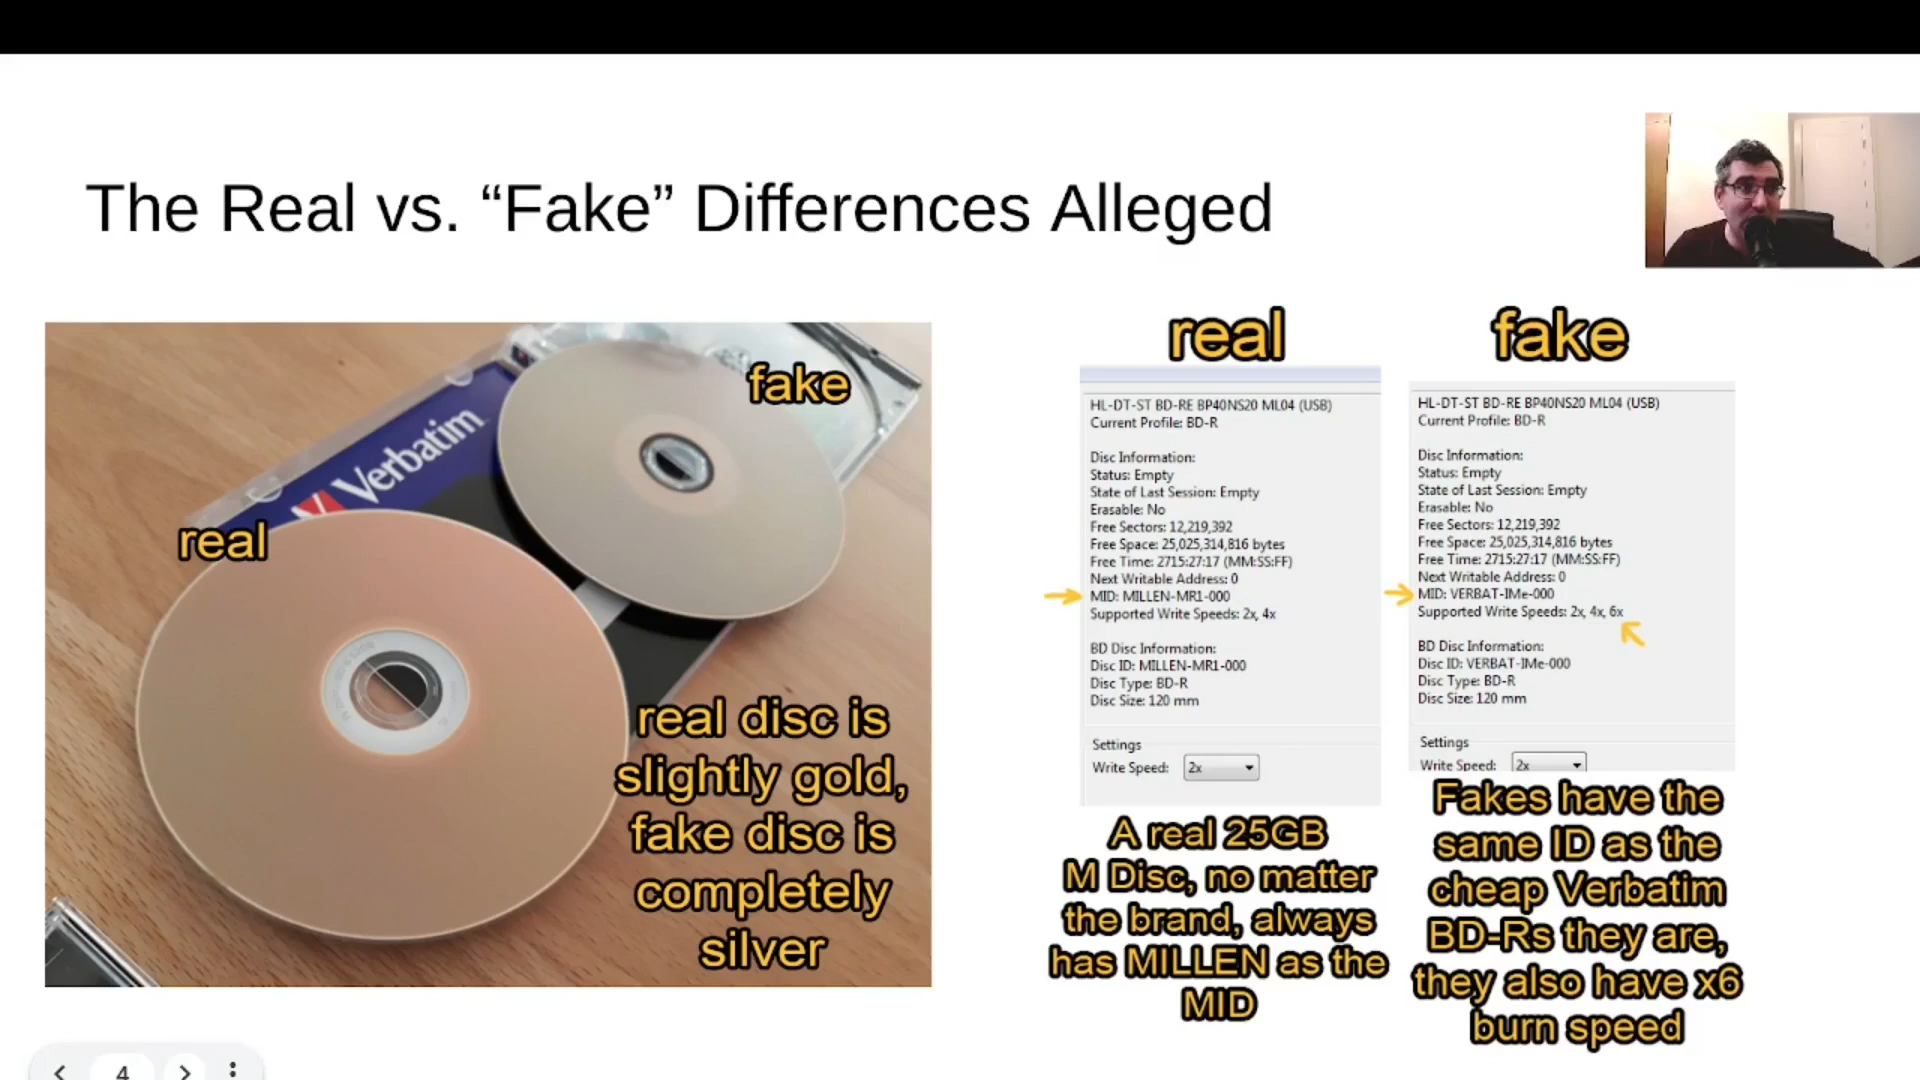 The Real vs. “Fake” Differences Alleged
fake
Verbatim
real
real disc is
slightly gold,
fake disc is
completely
silver
real
HL-DT-ST BD-RE BP40NS20 ML04 (USB)
Current Profile: BD-R
Disc Information:
Status: Empty
State of Last Session: Empty
Erasable: No
Free Sectors: 12,219,392
Free Space: 25,025,314,816 bytes
Free Time: 2715:27:17 (MM:SS:FF)
Next Writable Address: 0
MID: MILLEN-MR1-000
Supported Write Speeds: 2x, 4x
BD Disc Information:
Disc ID: MILLEN-MR1-000
Disc Type: BD-R
Disc Size: 120 mm
Settings
Write Speed: 2x
A real 25GB
M Disc, no matter
the brand, always
has MILLEN as the
MID
fake
HL-DT-ST BD-RE BP40NS20 ML04 (USB)
Current Profile: BD-R
Disc Information:
Status: Empty
State of Last Session: Empty
Erasable: No
Free Sectors: 12,219,392
Free Space: 25,025,314,816 bytes
Free Time: 2715:27:17 (MM:SS:FF)
Next Writable Address: 0
MID: VERBAT-IMe-000
Supported Write Speeds: 2x, 4x, 6x
BD Disc Information:
Disc ID: VERBAT-IMe-000
Disc Type: BD-R
Disc Size: 120 mm
Settings
Write Speed: 2x
Fakes have the
same ID as the
cheap Verbatim
BD-Rs they are,
they also have x6
burn speed
4